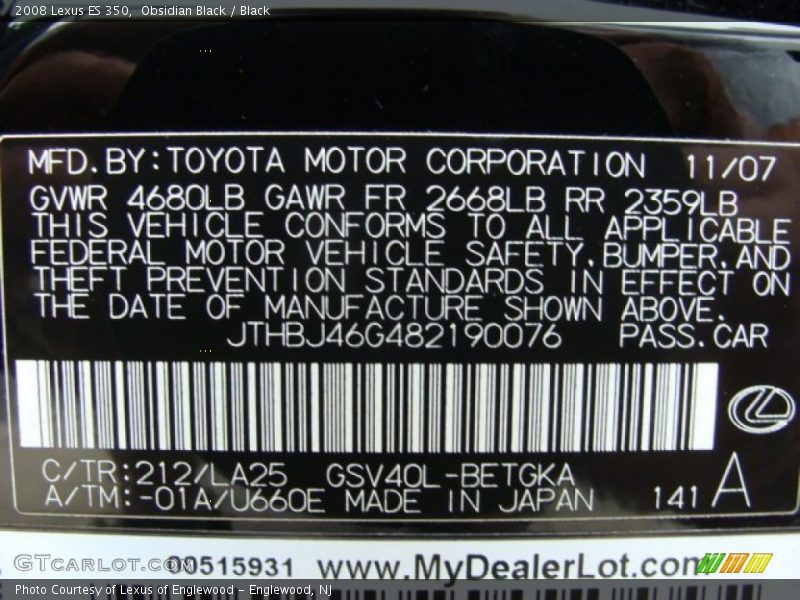 2008 Lexus ES 350,  Obsidian Black / Black
MFD. BY: TOYOTA MOTOR CORPORATION 11/07
GVWR 4680LB GAWR FR 2668LB RR 2359LB
THIS VEHICLE CONFORMS TO ALL APPLICABLE
FEDERAL MOTOR VEHICLE SAFETY, BUMPER, AND
THEFT PREVENTION STANDARDS IN EFFECT ON
THE DATE OF MANUFACTURE SHOWN ABOVE.
JTHBJ46G482190076 PASS. CAR
C/TR: 212/LA25 GSV40L-BETGKA
A/TM: -01A/U660E MADE IN JAPAN 141 A
GTCarLot.com 00515931 www.MyDealerLot.com
Photo Courtesy of Lexus of Englewood - Englewood, NJ